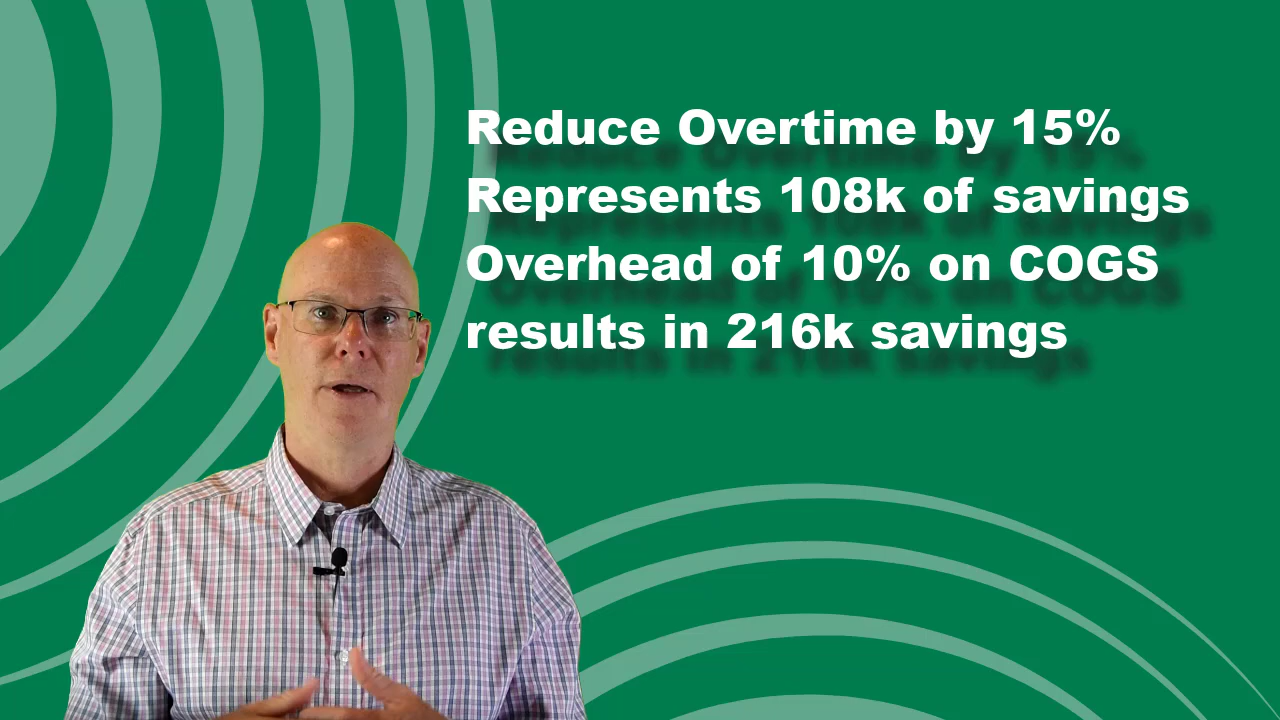 Reduce Overtime by 15%
Represents 108k of savings
Overhead of 10% on COGS
results in 216k savings